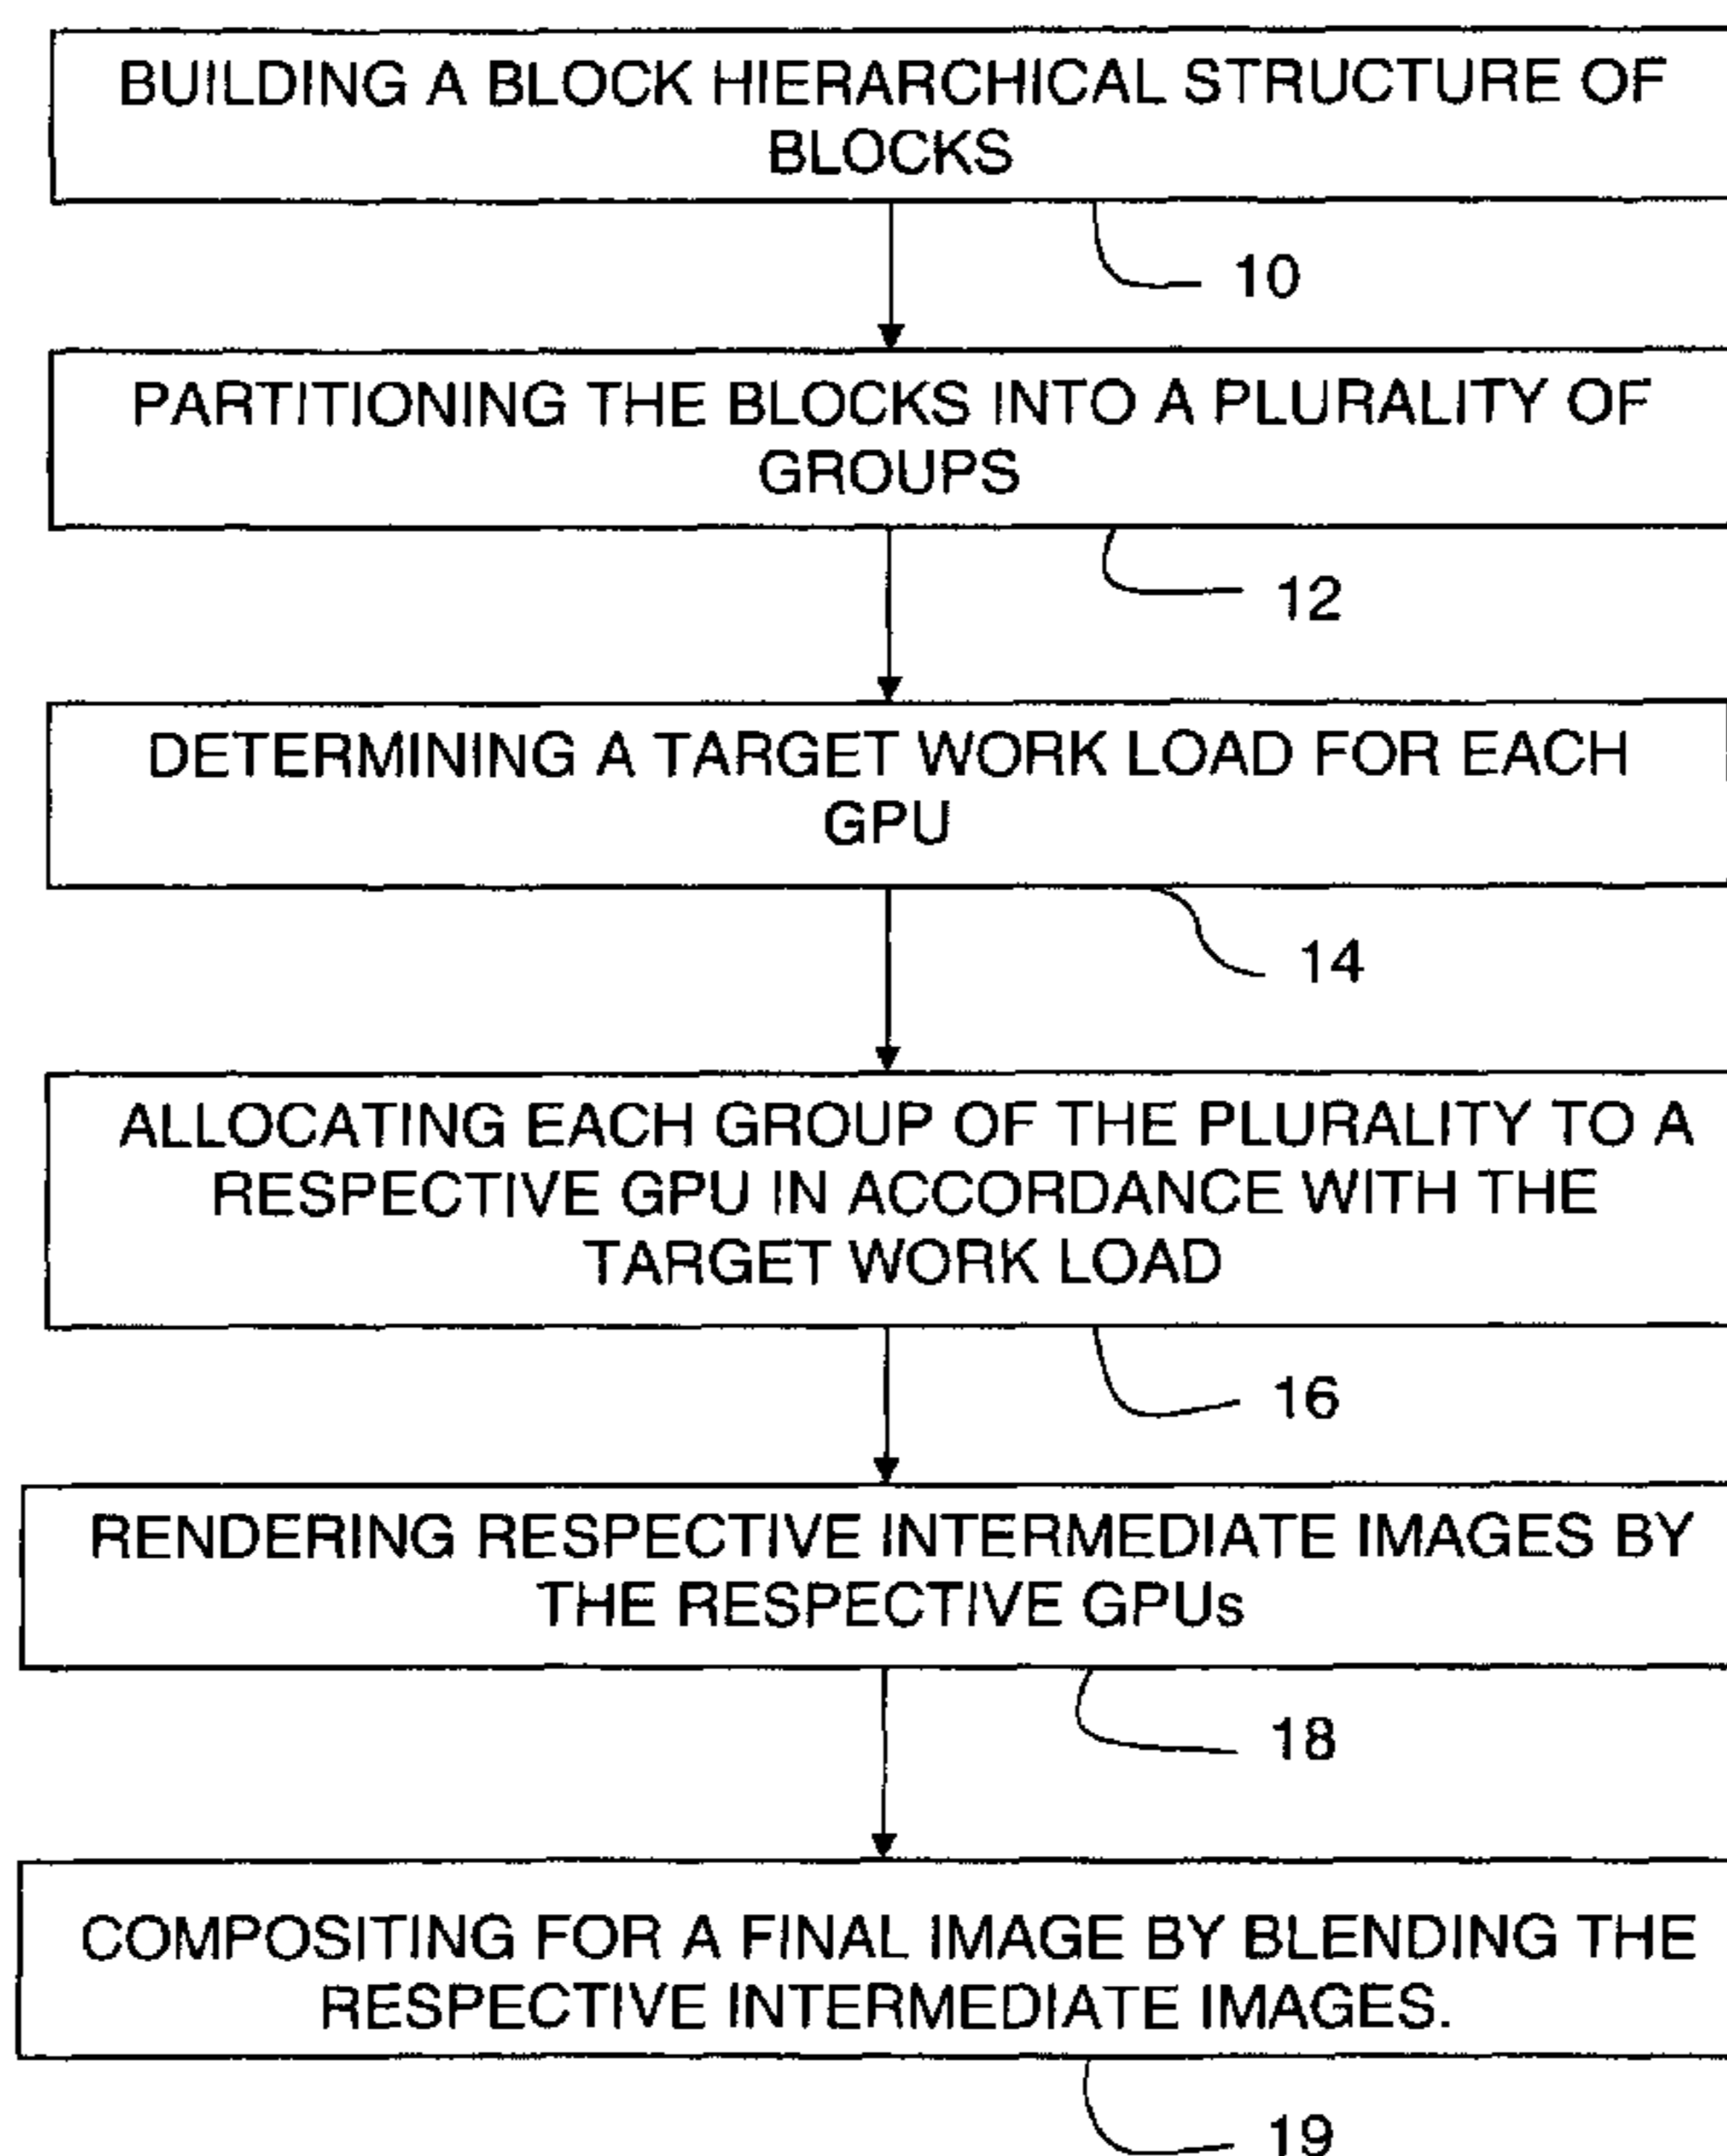 BUILDING A BLOCK HIERARCHICAL STRUCTURE OF
BLOCKS
10
PARTITIONING THE BLOCKS INTO A PLURALITY OF
GROUPS
12
DETERMINING A TARGET WORK LOAD FOR EACH
GPU
14
ALLOCATING EACH GROUP OF THE PLURALITY TO A
RESPECTIVE GPU IN ACCORDANCE WITH THE
TARGET WORK LOAD
16
RENDERING RESPECTIVE INTERMEDIATE IMAGES BY
THE RESPECTIVE GPUs
18
COMPOSITING FOR A FINAL IMAGE BY BLENDING THE
RESPECTIVE INTERMEDIATE IMAGES.
19